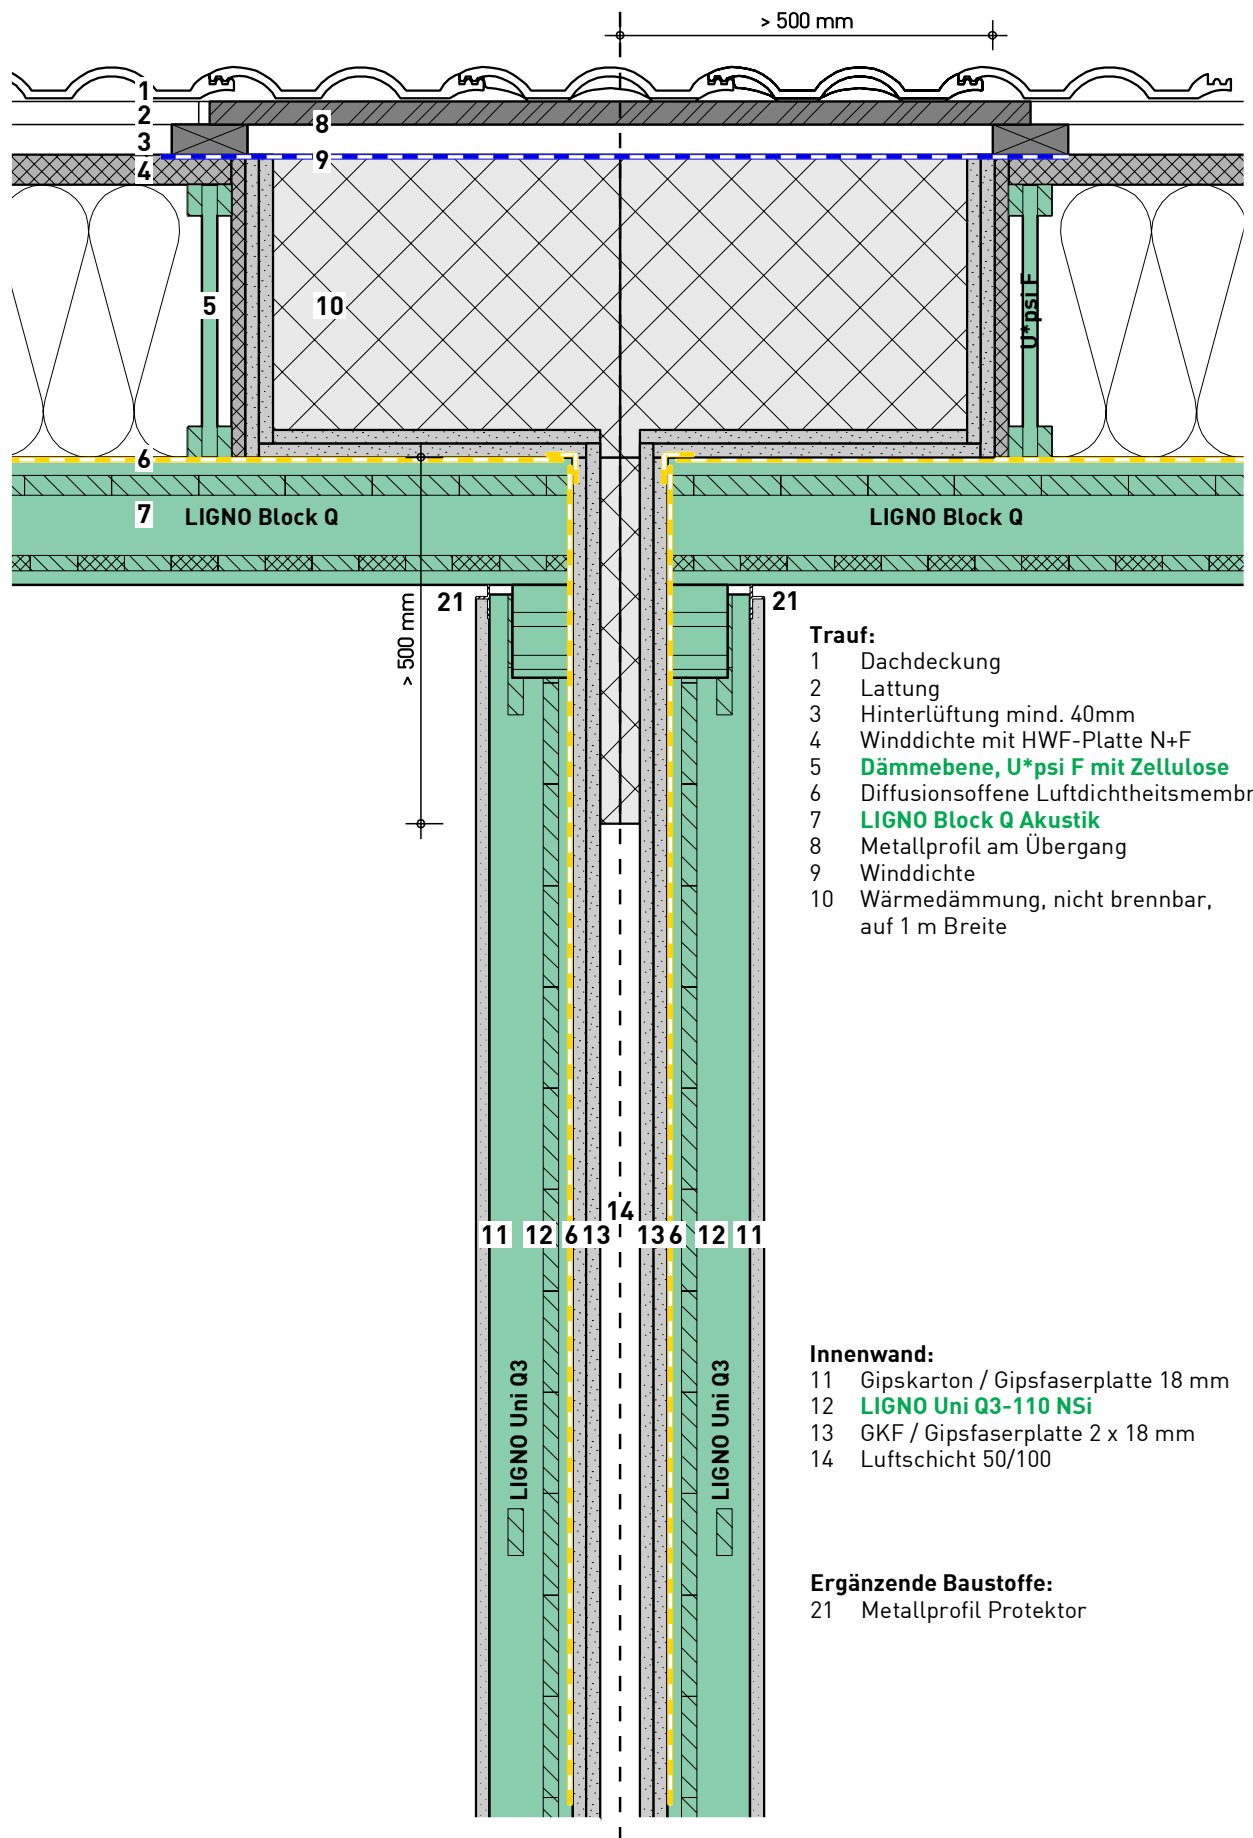 > 500 mm
1
2
8
3
9
4
5
10
U*psi F
6
7
LIGNO Block Q
LIGNO Block Q
21
21
> 500 mm
Trauf:
1 Dachdeckung
2 Lattung
3 Hinterlüftung mind. 40mm
4 Winddichte mit HWF-Platte N+F
5 Dämmebene, U*psi F mit Zellulose
6 Diffusionsoffene Luftdichtheitsmembr
7 LIGNO Block Q Akustik
8 Metallprofil am Übergang
9 Winddichte
10 Wärmedämmung, nicht brennbar,
auf 1 m Breite
14
11 12 6 13 13 6 12 11
LIGNO Uni Q3
LIGNO Uni Q3
Innenwand:
11 Gipskarton / Gipsfaserplatte 18 mm
12 LIGNO Uni Q3-110 NSi
13 GKF / Gipsfaserplatte 2 x 18 mm
14 Luftschicht 50/100
Ergänzende Baustoffe:
21 Metallprofil Protektor